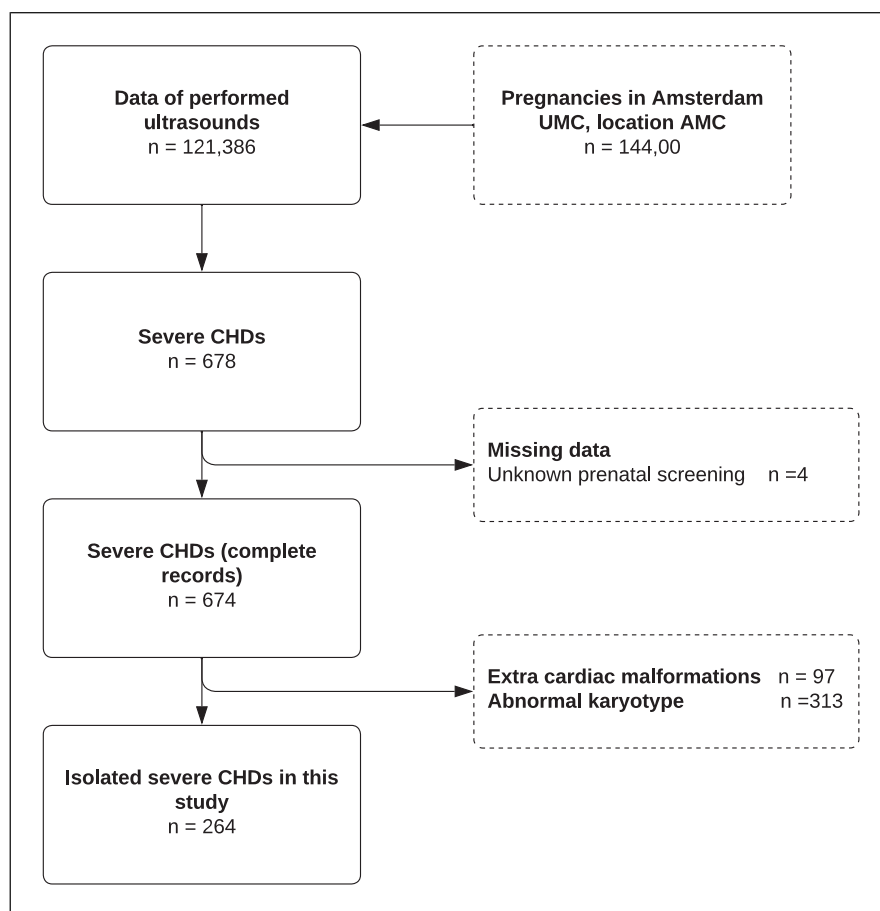 Data of performed
ultrasounds
n = 121,386
Pregnancies in Amsterdam
UMC, location AMC
n = 144,00
Severe CHDs
n = 678
Missing data
Unknown prenatal screening n =4
Severe CHDs (complete
records)
n = 674
Extra cardiac malformations n = 97
Abnormal karyotype n =313
Isolated severe CHDs in this
study
n = 264